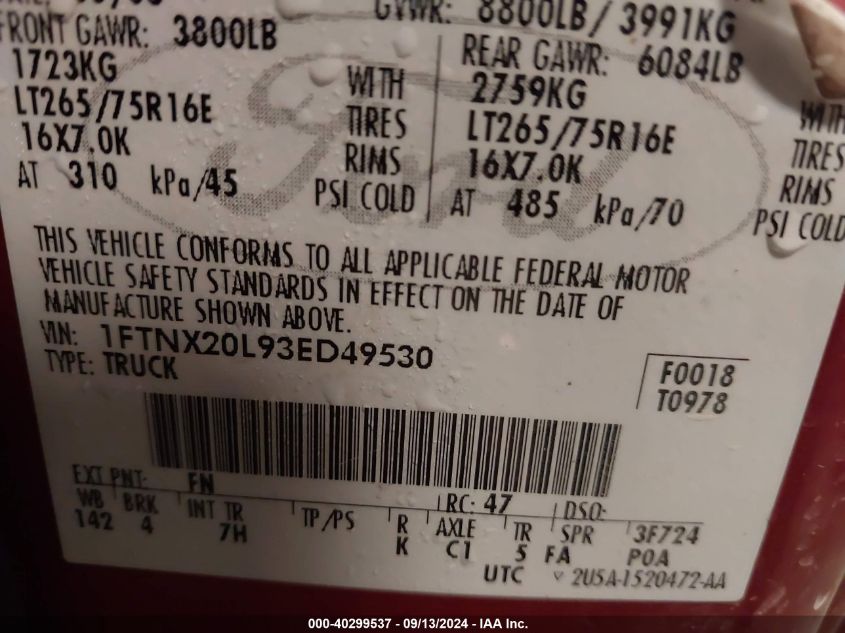 FRONT GAWR: 3800LB GVWR: 8800LB / 3991KG
1723KG WITH REAR GAWR: 6084LB
LT265/75R16E TIRES 2759KG WITH
16X7.0K RIMS LT265/75R16E TIRES
AT 310 kPa/45 PSI COLD 16X7.0K RIMS
AT 485 kPa/70 PSI COLD
THIS VEHICLE CONFORMS TO ALL APPLICABLE FEDERAL MOTOR
VEHICLE SAFETY STANDARDS IN EFFECT ON THE DATE OF
MANUFACTURE SHOWN ABOVE.
VIN: 1FTNX20L93ED49530
TYPE: TRUCK
F0018
T0978
EXT PNT: FN RC: 47 DSO:
WB BRK INT TR TP/PS R AXLE TR SPR 3F724
142 4 7H K C1 5 FA POA
UTC 2U5A-1520472-AA
Ford
000-40299537 - 09/13/2024 - IAA Inc.